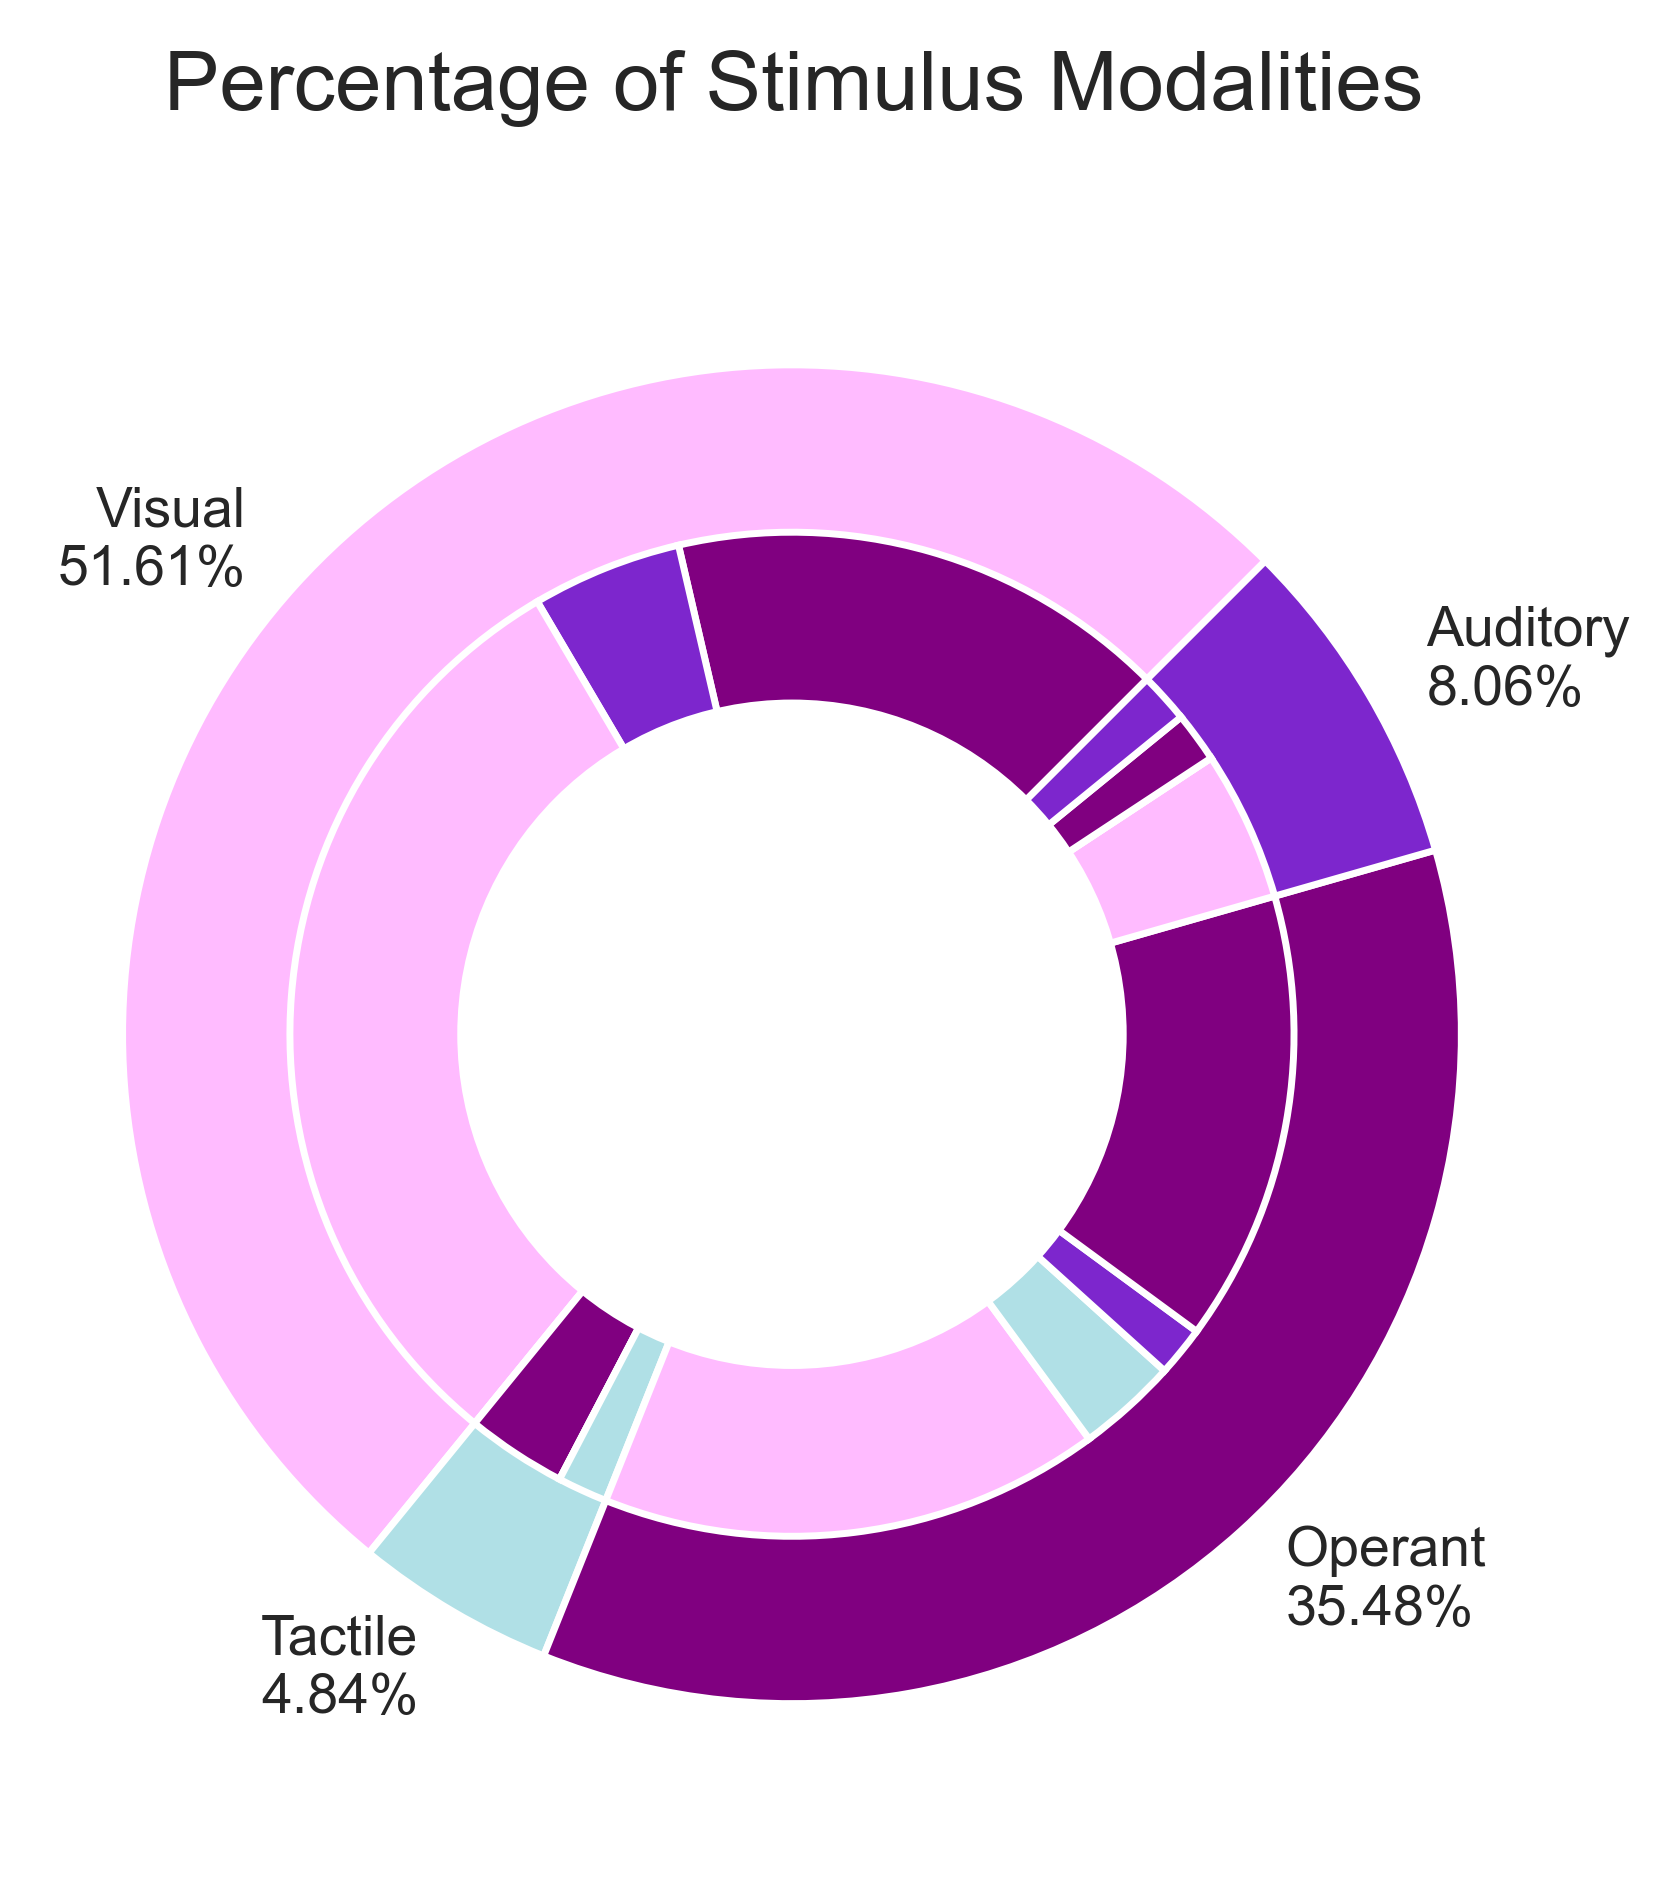 Percentage of Stimulus Modalities
Visual
51.61%
Auditory
8.06%
Operant
35.48%
Tactile
4.84%